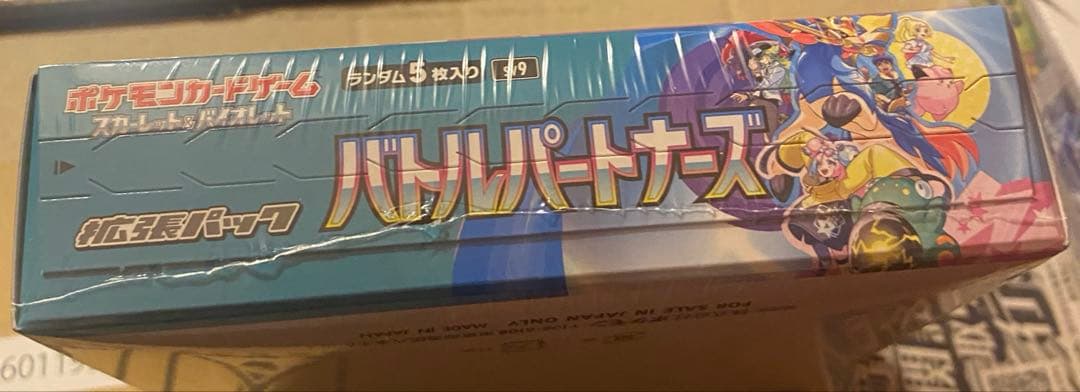 ポケモンカードゲーム
スカーレット&バイオレット
ランダム5枚入り sv9
バトルパートナーズ
拡張パック
FOR SALE IN JAPAN ONLY MADE IN JAPAN
6011